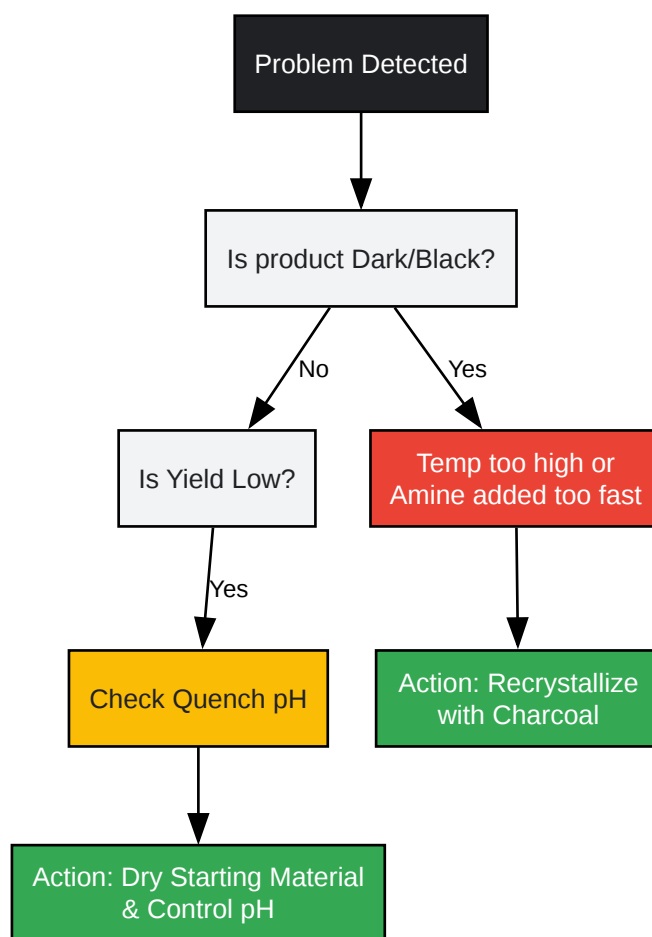 Problem Detected
Is product Dark/Black?
No
Yes
Is Yield Low?
Temp too high or
Amine added too fast
Yes
Check Quench pH
Action: Recrystallize
with Charcoal
Action: Dry Starting Material
& Control pH